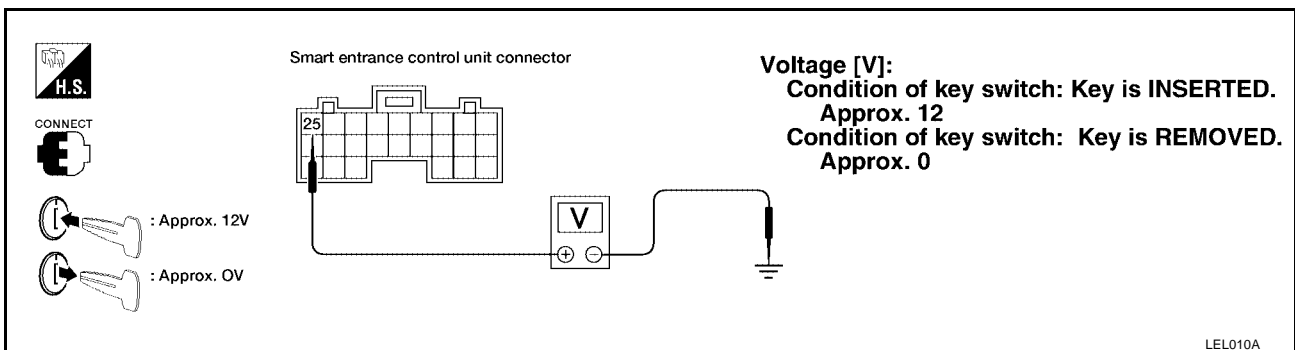 H.S.
CONNECT
: Approx. 12V
: Approx. OV
Smart entrance control unit connector
25
V
+ −
Voltage [V]:
Condition of key switch: Key is INSERTED.
Approx. 12
Condition of key switch: Key is REMOVED.
Approx. 0
LEL010A